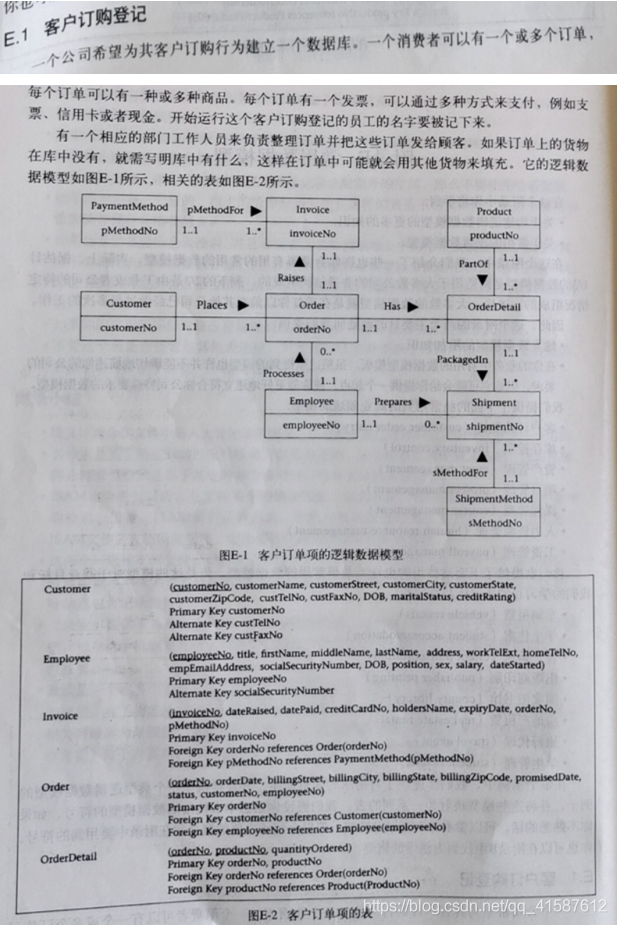 E.1 客户订购登记
一个公司希望为其客户订购行为建立一个数据库。一个消费者可以有一个或多个订单，
每个订单可以有一种或多种商品。每个订单有一个发票，可以通过多种方式来支付，例如支
票、信用卡或者现金。开始运行这个客户订购登记的员工的名字要被记下来。
有一个相应的部门工作人员来负责整理订单并把这些订单发给顾客。如果订单上的货物
在库中没有，就需写明库中有什么，这样在订单中可能就会用其他货物来填充。它的逻辑数
据模型如图E-1所示，相关的表如图E-2所示。
PaymentMethod pMethodFor Invoice Product
pMethodNo 1..1 1..* invoiceNo productNo
1..1 PartOf 1..1
Raises
Customer Places 1..1 Order Has 1..* OrderDetail
customerNo 1..1 1..* orderNo 1..1 1..*
0..* PackagedIn 1..1
Processes
1..1 1..*
Employee Prepares Shipment
employeeNo 1..1 0..* shipmentNo
1..*
sMethodFor
1..1
ShipmentMethod
sMethodNo
图E-1 客户订单项的逻辑数据模型
Customer (customerNo, customerName, customerStreet, customerCity, customerState,
customerZipCode, custTelNo, custFaxNo, DOB, maritalStatus, creditRating)
Primary Key customerNo
Alternate Key custTelNo
Alternate Key custFaxNo
Employee (employeeNo, title, firstName, middleName, lastName, address, workTelExt, homeTelNo,
empEmailAddress, socialSecurityNumber, DOB, position, sex, salary, dateStarted)
Primary Key employeeNo
Alternate Key socialSecurityNumber
Invoice (invoiceNo, dateRaised, datePaid, creditCardNo, holdersName, expiryDate, orderNo,
pMethodNo)
Primary Key invoiceNo
Foreign Key orderNo references Order(orderNo)
Foreign Key pMethodNo references PaymentMethod(pMethodNo)
Order (orderNo, orderDate, billingStreet, billingCity, billingState, billingZipCode, promisedDate,
status, customerNo, employeeNo)
Primary Key orderNo
Foreign Key customerNo references Customer(customerNo)
Foreign Key employeeNo references Employee(employeeNo)
OrderDetail (orderNo, productNo, quantityOrdered)
Primary Key orderNo, productNo
Foreign Key orderNo references Order(orderNo)
Foreign Key productNo references Product(ProductNo)
图E-2 客户订单项的表
https://blog.csdn.net/qq_41587612